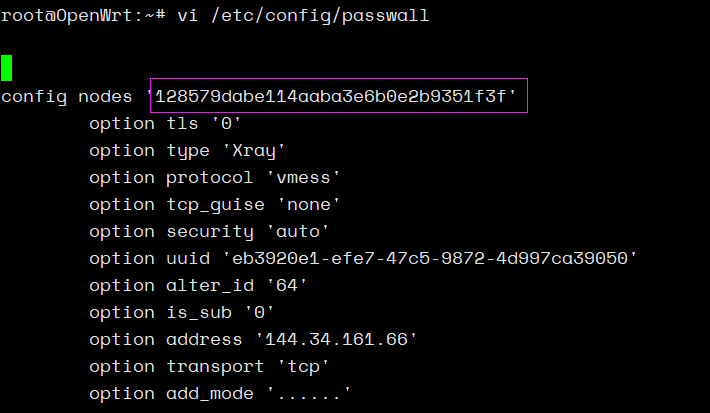 root@OpenWrt:~# vi /etc/config/passwall
config nodes '128579dabe114aaba3e6b0e2b9351f3f'
option tls '0'
option type 'Xray'
option protocol 'vmess'
option tcp_guise 'none'
option security 'auto'
option uuid 'eb3920e1-efe7-47c5-9872-4d997ca39050'
option alter_id '64'
option is_sub '0'
option address '144.34.161.66'
option transport 'tcp'
option add_mode '......'